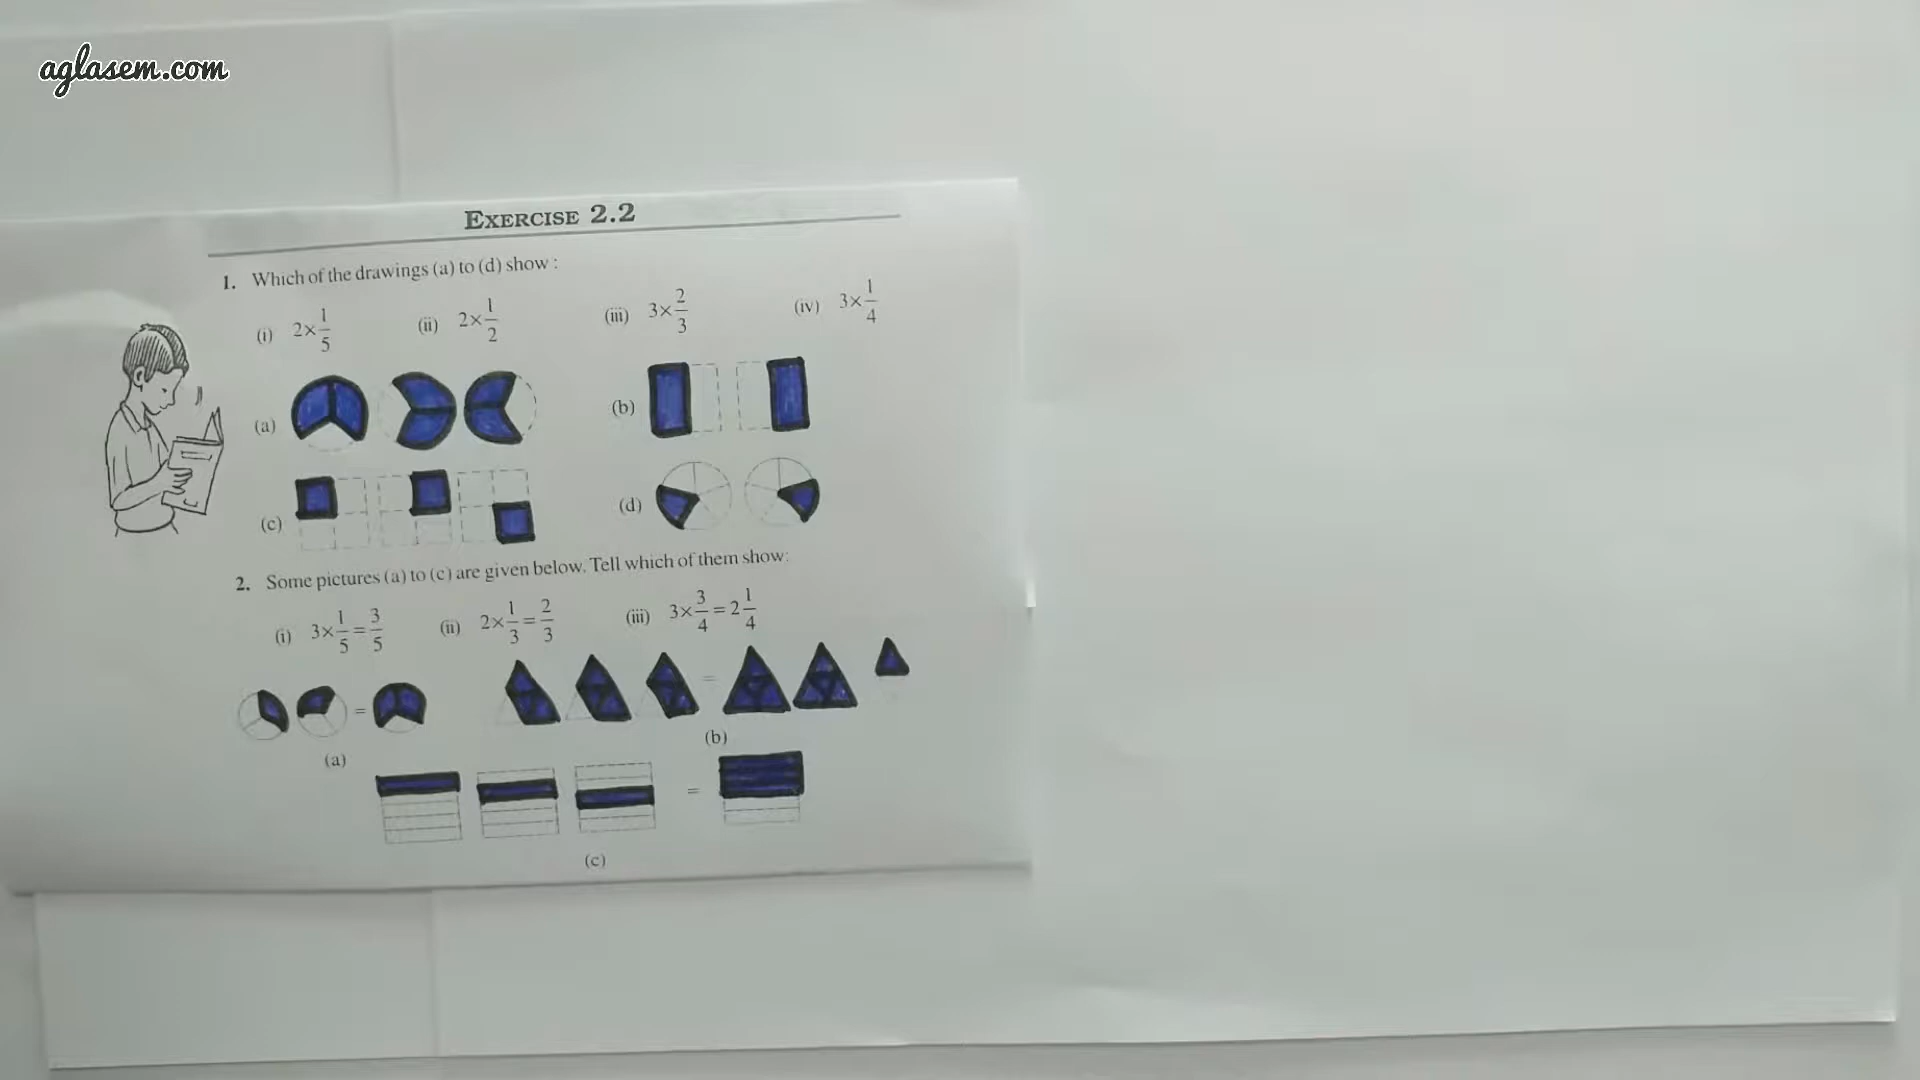 aglasem.com
EXERCISE 2.2
1. Which of the drawings (a) to (d) show :
(i) 2×1/5 (ii) 2×1/2 (iii) 3×2/3 (iv) 3×1/4
(a) (b)
(c) (d)
2. Some pictures (a) to (c) are given below. Tell which of them show:
(i) 3×1/5=3/5 (ii) 2×1/3=2/3 (iii) 3×3/4=2 1/4
= =
(a) (b)
=
(c)